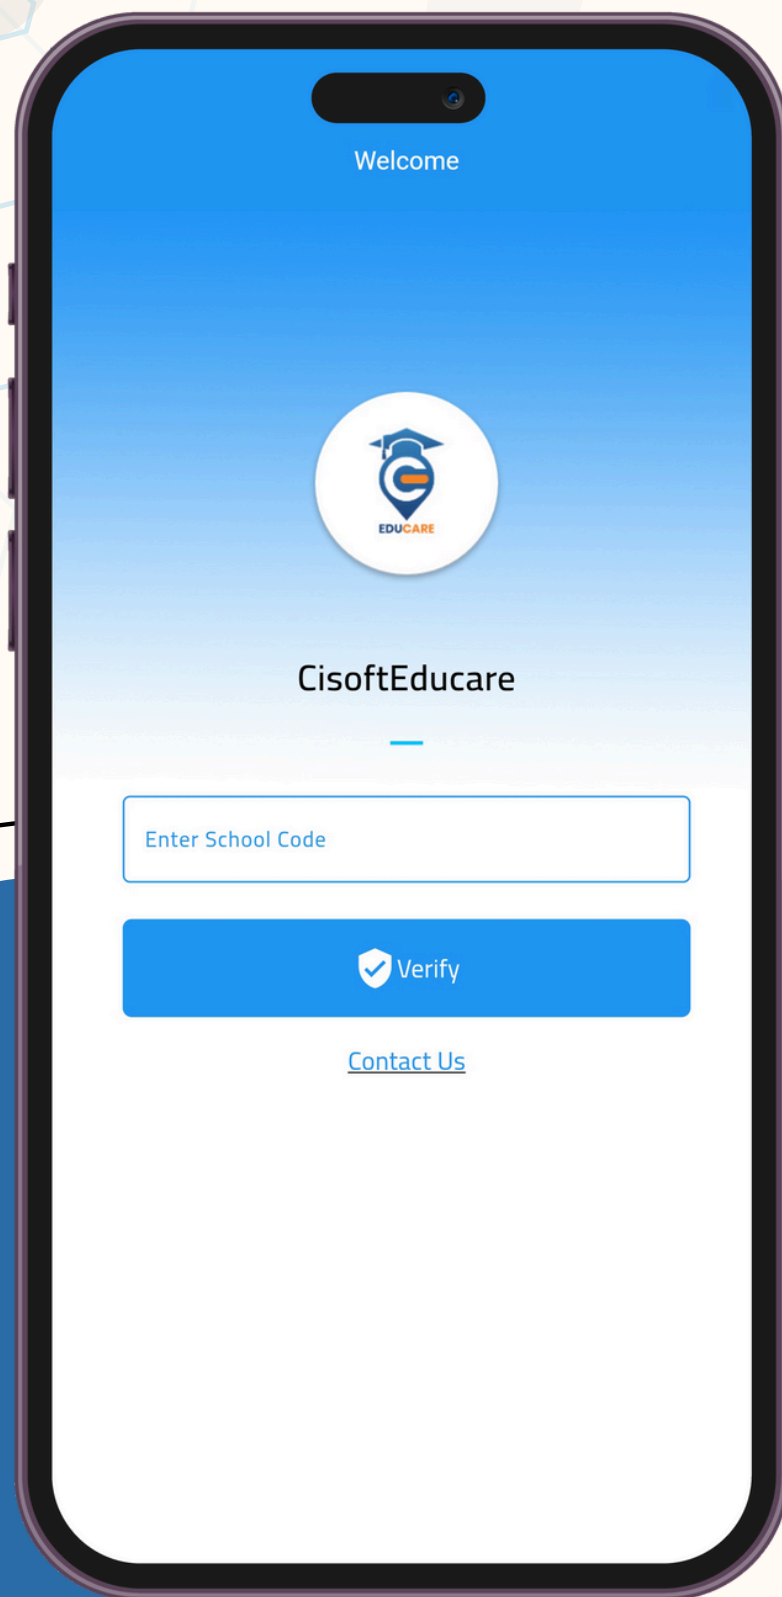 Welcome
EDUCARE
CisoftEducare
Enter School Code
Verify
Contact Us